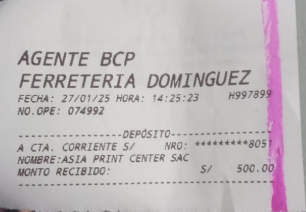 AGENTE BCP
FERRETERIA DOMINGUEZ
FECHA: 27/01/25 HORA: 14:25:23 H997899
NO.OPE: 074992
---------------DEPÓSITO---------------
A CTA. CORRIENTE S/ NRO: *********8051
NOMBRE:ASIA PRINT CENTER SAC
MONTO RECIBIDO: S/ 500.00